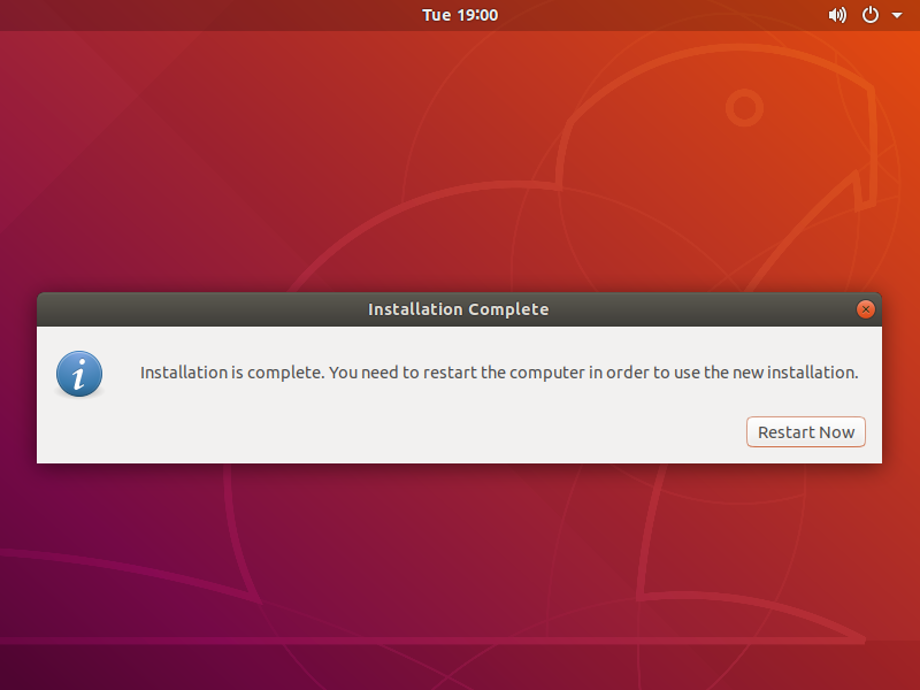 Tue 19:00
Installation Complete
Installation is complete. You need to restart the computer in order to use the new installation.
Restart Now